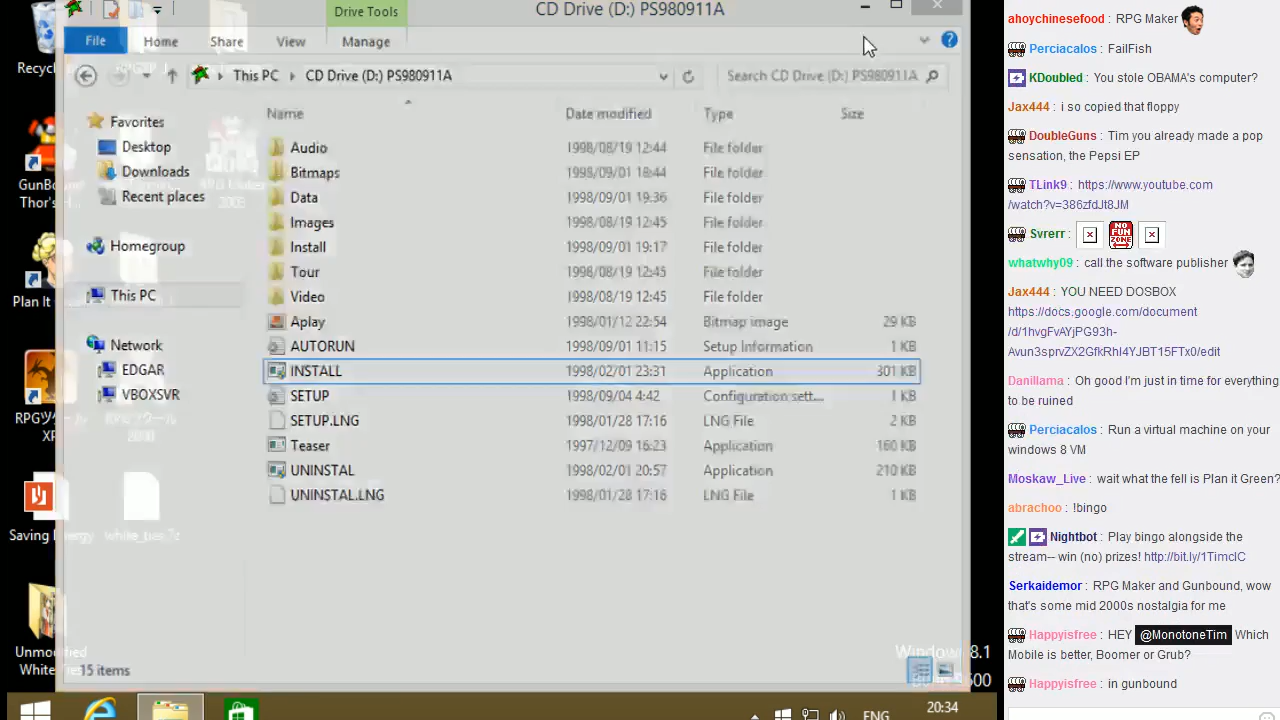 Drive Tools
CD Drive (D:) PS980911A
File
Home
Share
View
Manage
This PC
CD Drive (D:) PS980911A
Search CD Drive (D:) PS980911A
Name
Date modified
Type
Size
Favorites
Desktop
Downloads
Recent places
Homegroup
This PC
Network
EDGAR
VBOXSVR
Audio 1998/08/19 12:44 File folder
Bitmaps 1998/09/01 18:44 File folder
Data 1998/09/01 19:36 File folder
Images 1998/08/19 12:45 File folder
Install 1998/09/01 19:17 File folder
Tour 1998/08/19 12:45 File folder
Video 1998/08/19 12:45 File folder
Aplay 1998/01/12 22:54 Bitmap image 29 KB
AUTORUN 1998/09/01 11:15 Setup Information 1 KB
INSTALL 1998/02/01 23:31 Application 301 KB
SETUP 1998/09/04 4:42 Configuration sett... 1 KB
SETUP.LNG 1998/01/28 17:16 LNG File 2 KB
Teaser 1997/12/09 16:23 Application 160 KB
UNINSTAL 1998/02/01 20:57 Application 210 KB
UNINSTAL.LNG 1998/01/28 17:16 LNG File 1 KB
15 items
Recyc
GunBound
Thor's H...
Plan It
RPGツクール
XP
2000
RPG Maker
2003
Saving Energy
white_ties.7z
Unmod
White
Windows 8.1
ENG
20:34
ahoychinesefood : RPG Maker
Perciacalos : FailFish
KDoubled : You stole OBAMA's computer?
Jax444 : i so copied that floppy
DoubleGuns : Tim you already made a pop
sensation, the Pepsi EP
TLink9 : https://www.youtube.com
/watch?v=386zfdJt8JM
Svrerr :
NO
FUN
ZONE
whatwhy09 : call the software publisher
Jax444 : YOU NEED DOSBOX
https://docs.google.com/document
/d/1hvgFvAYjPG93h-
Avun3sprvZX2GfkRhI4YJBT15FTx0/edit
Danillama : Oh good I'm just in time for everything
to be ruined
Perciacalos : Run a virtual machine on your
windows 8 VM
Moskaw_Live : wait what the fell is Plan it Green?
abrachoo : !bingo
Nightbot : Play bingo alongside the
stream-- win (no) prizes! http://bit.ly/1TimcIC
Serkaidemor : RPG Maker and Gunbound, wow
that's some mid 2000s nostalgia for me
Happyisfree : HEY @MonotoneTim Which
Mobile is better, Boomer or Grub?
Happyisfree : in gunbound